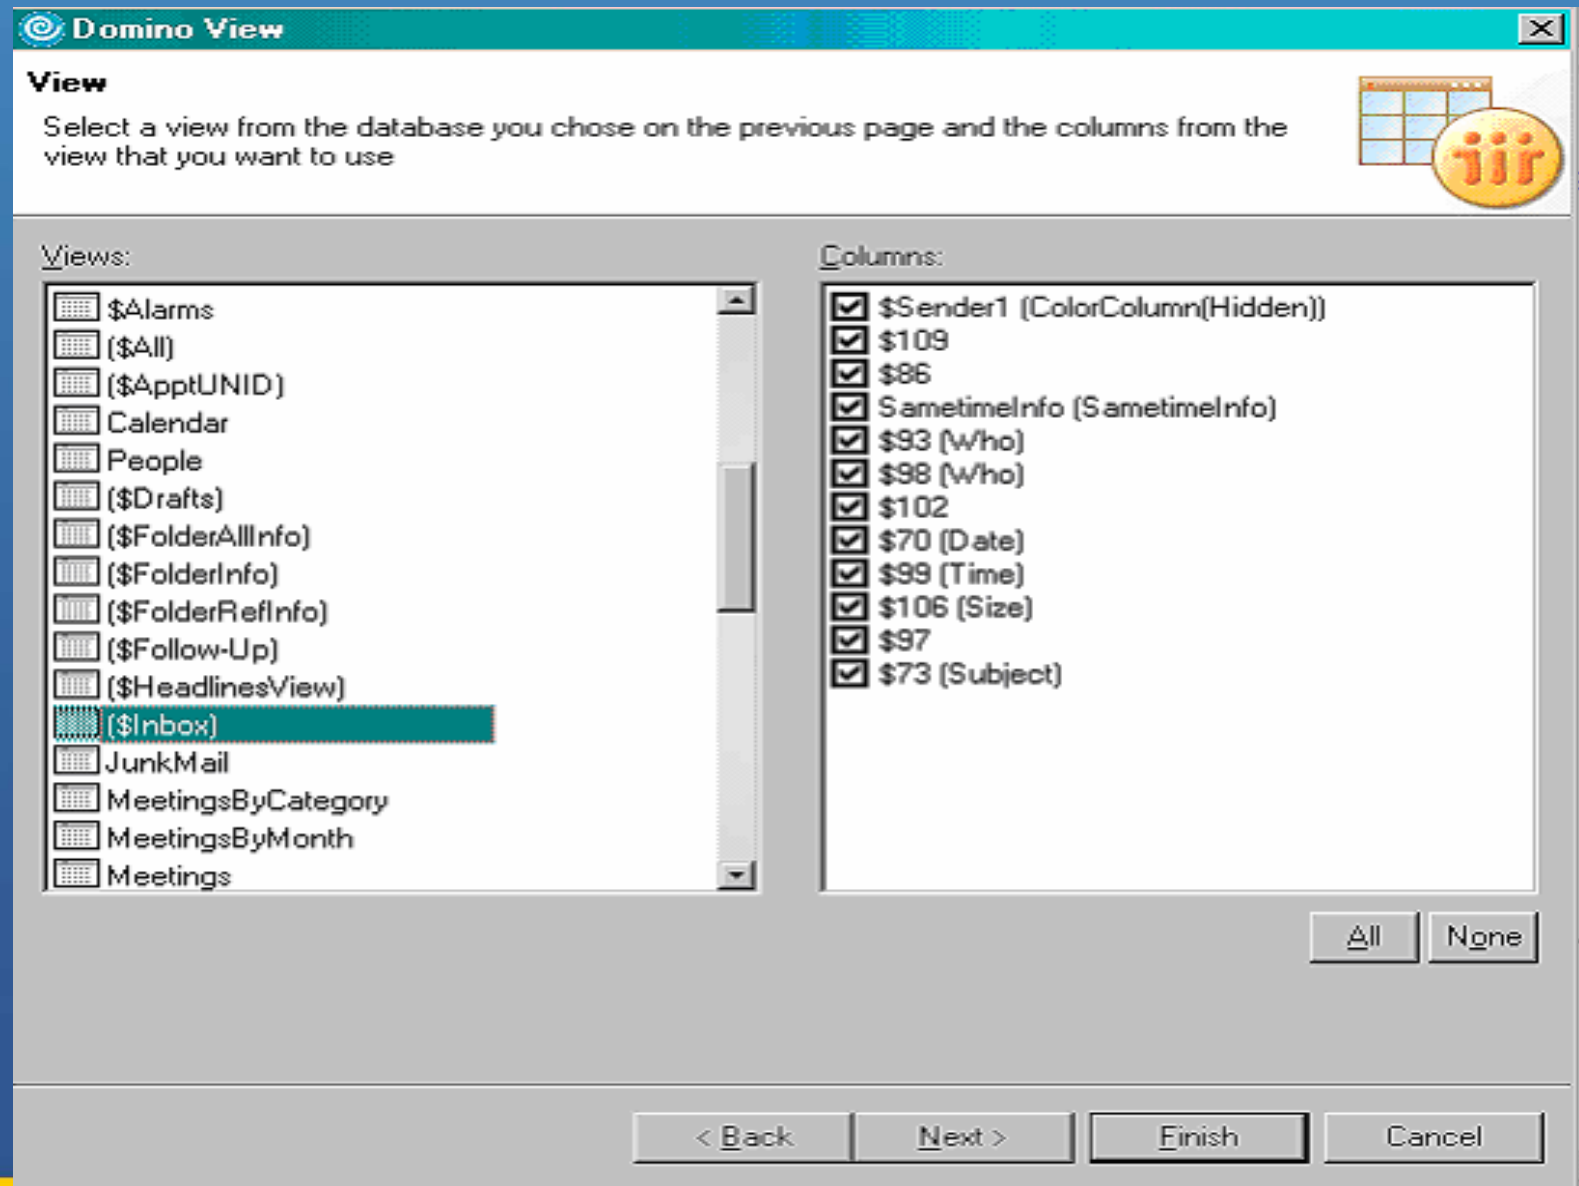 Domino View
View
Select a view from the database you chose on the previous page and the columns from the
view that you want to use
Views:
$Alarms
($All)
($ApptUNID)
Calendar
People
($Drafts)
($FolderAllInfo)
($FolderInfo)
($FolderRefInfo)
($Follow-Up)
($HeadlinesView)
($Inbox)
JunkMail
MeetingsByCategory
MeetingsByMonth
Meetings
Columns:
$Sender1 (ColorColumn(Hidden))
$109
$86
SametimeInfo (SametimeInfo)
$93 (Who)
$98 (Who)
$102
$70 (Date)
$99 (Time)
$106 (Size)
$97
$73 (Subject)
All None
< Back Next > Finish Cancel